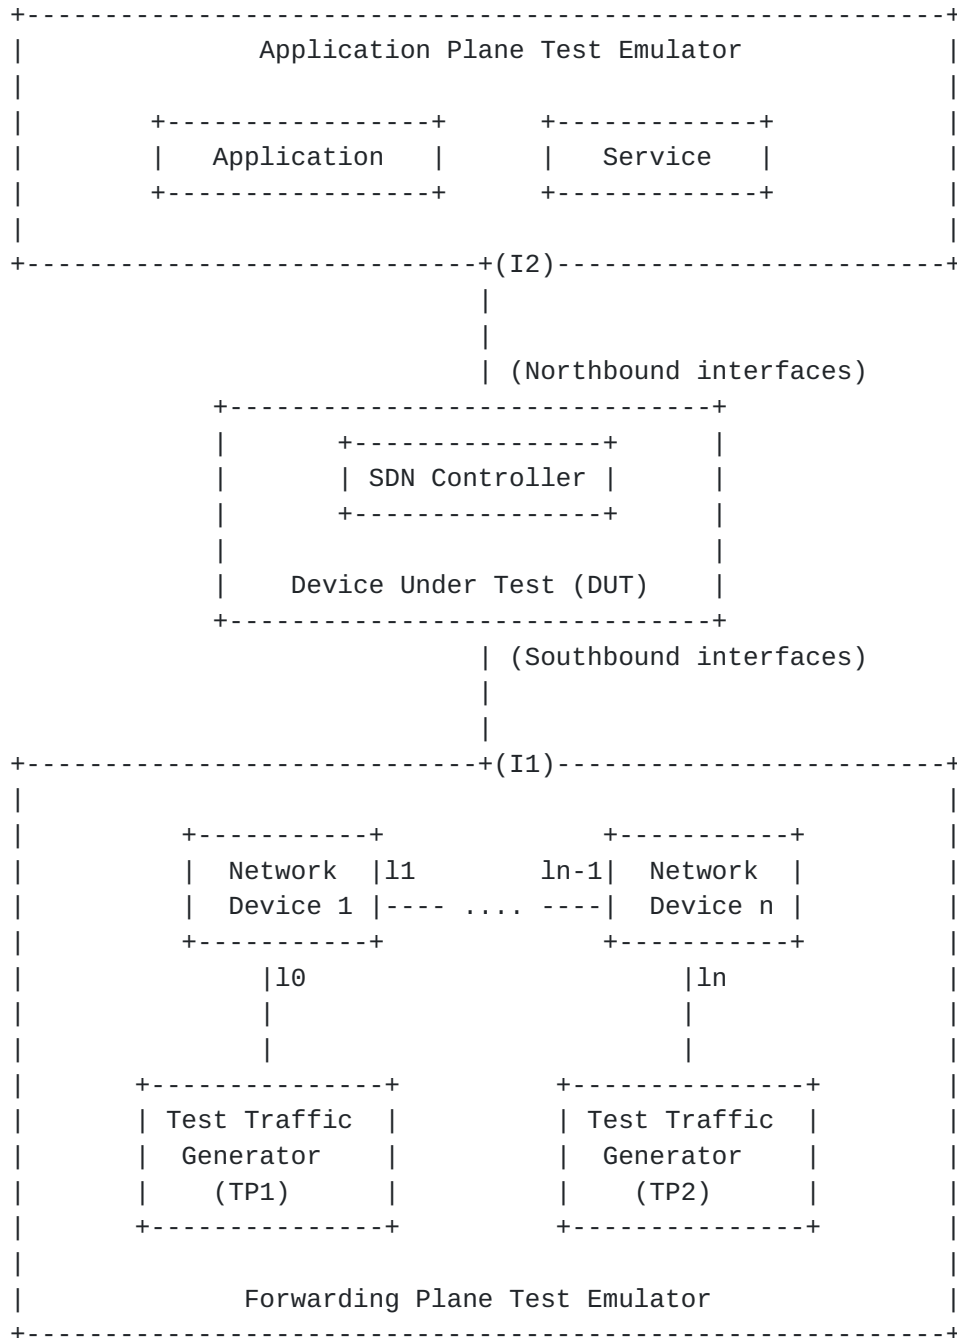 +-----------------------------------------------------------+
|               Application Plane Test Emulator             |
|                                                           |
|        +-----------------+      +-------------+           |
|        |   Application   |      |   Service   |           |
|        +-----------------+      +-------------+           |
|                                                           |
+-----------------------------+(I2)-------------------------+
                              |
                              |
                              | (Northbound interfaces)
             +-------------------------------+
             |       +----------------+      |
             |       | SDN Controller |      |
             |       +----------------+      |
             |                               |
             |    Device Under Test (DUT)    |
             +-------------------------------+
                              | (Southbound interfaces)
                              |
                              |
+-----------------------------+(I1)-------------------------+
|                                                           |
|          +-----------+              +-----------+         |
|          |  Network  |l1        ln-1|  Network  |         |
|          |  Device 1 |---- .... ----|  Device n |         |
|          +-----------+              +-----------+         |
|               |l0                        |ln              |
|               |                          |                |
|               |                          |                |
|       +---------------+          +---------------+        |
|       | Test Traffic  |          | Test Traffic  |        |
|       |  Generator    |          |  Generator    |        |
|       |    (TP1)      |          |    (TP2)      |        |
|       +---------------+          +---------------+        |
|                                                           |
|              Forwarding Plane Test Emulator               |
+-----------------------------------------------------------+